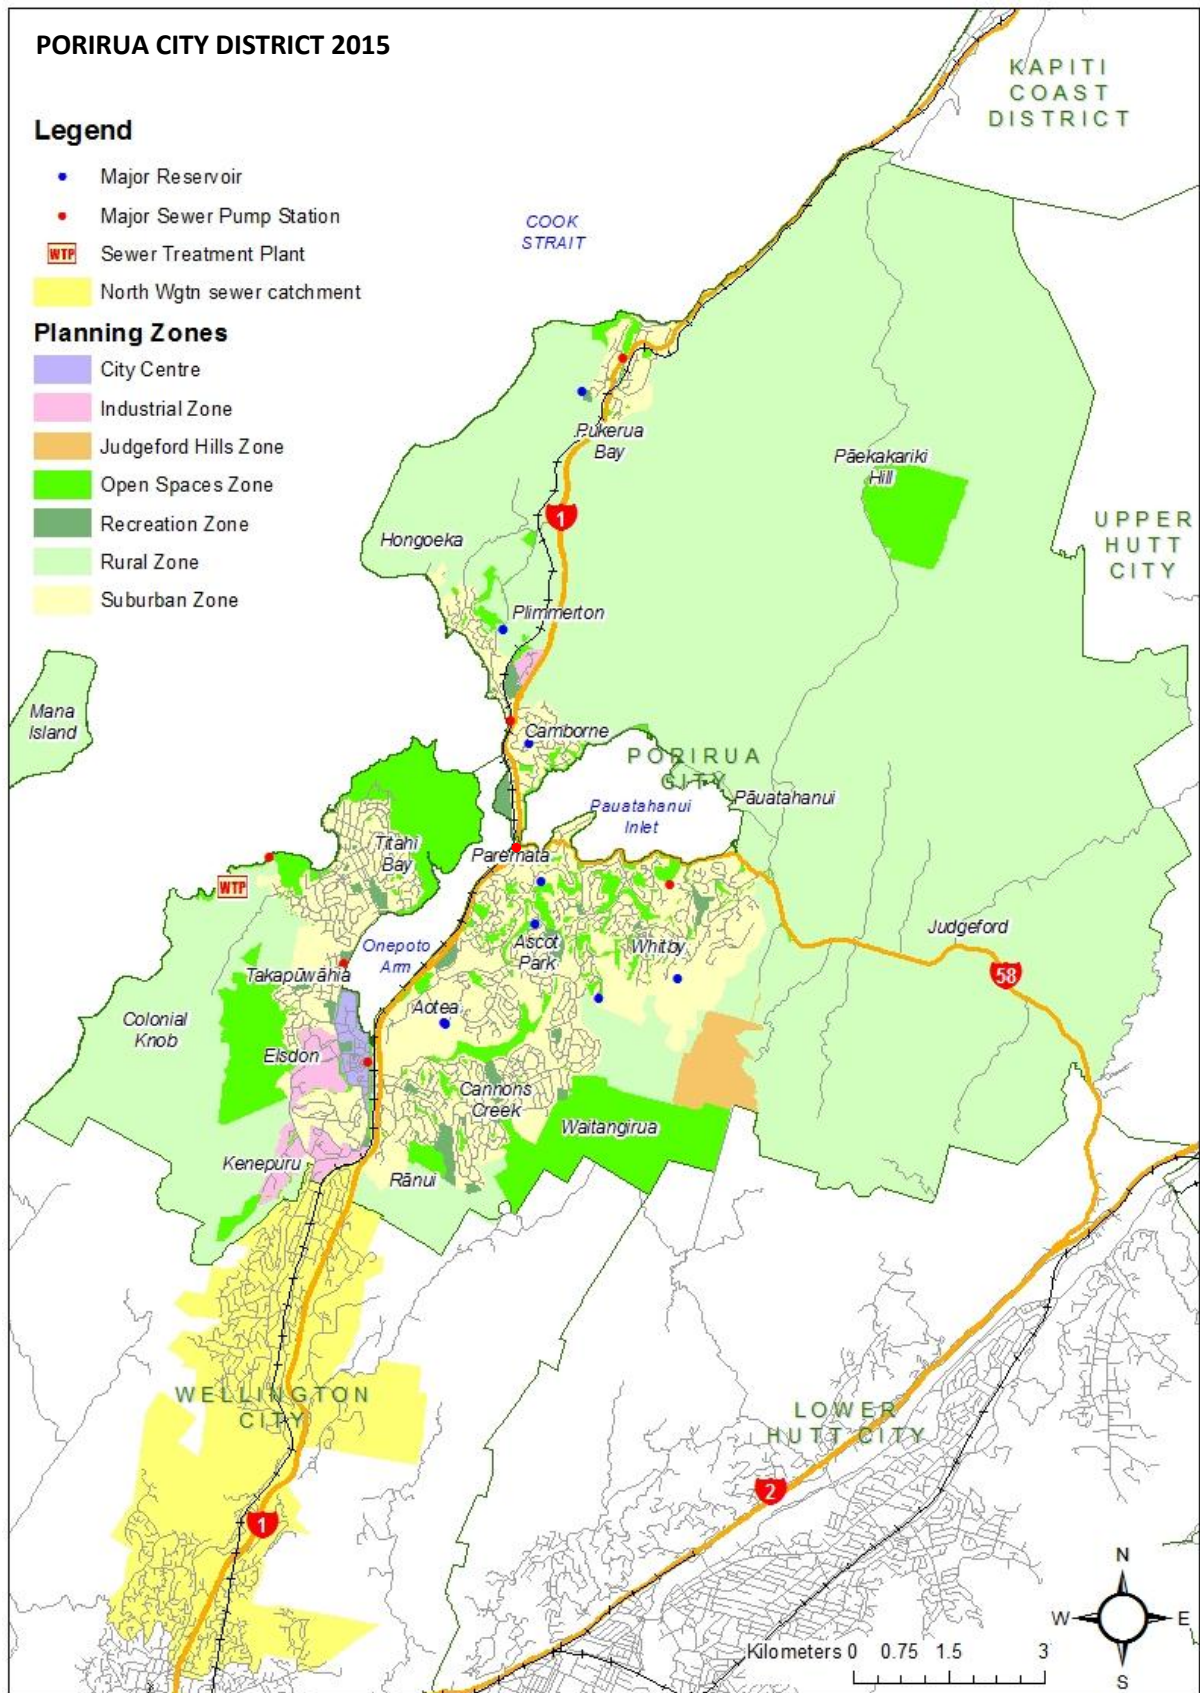 PORIRUA CITY DISTRICT 2015
KAPITI
COAST
DISTRICT
Legend
Major Reservoir
Major Sewer Pump Station
WTP
Sewer Treatment Plant
North Wgtn sewer catchment
Planning Zones
City Centre
Industrial Zone
Judgeford Hills Zone
Open Spaces Zone
Recreation Zone
Rural Zone
Suburban Zone
COOK
STRAIT
Pukerua
Bay
Pāekakariki
Hill
1
UPPER
HUTT
CITY
Hongoeka
Plimmerton
Mana
Island
Camborne
PORIRUA
CITY
Pauatahanui
Inlet
Pāuatahanui
Titahi
Bay
Paremata
WTP
Onepoto
Arm
Ascot
Park
Whitby
Judgeford
58
Takapūwāhia
Colonial
Knob
Aotea
Elsdon
Cannons
Creek
Waitangirua
Kenepuru
Rānui
WELLINGTON
CITY
LOWER
HUTT CITY
2
1
N
W
E
S
Kilometers 0 0.75 1.5 3